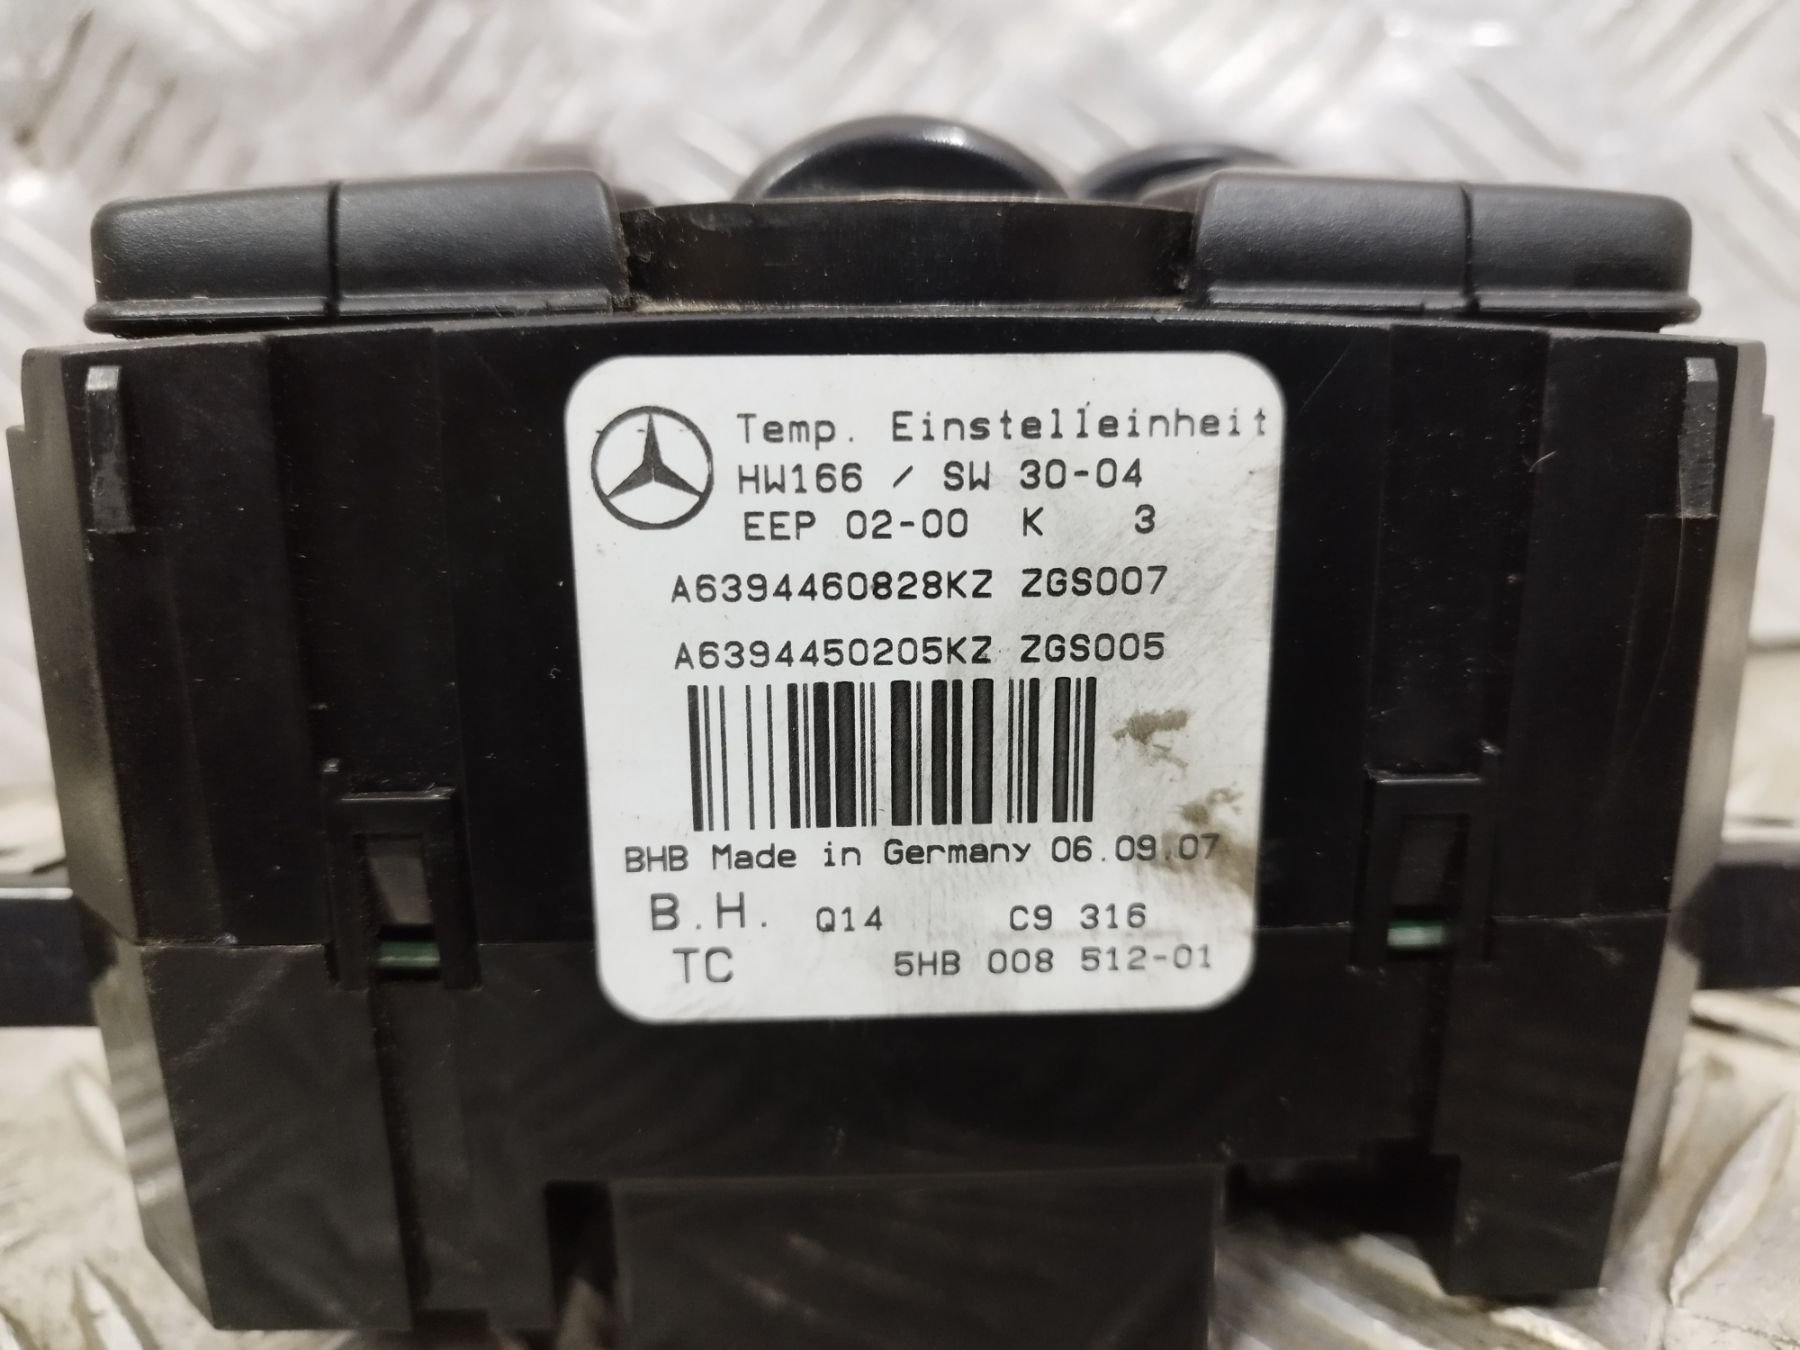 Temp. Einstelleinheit
HW166 / SW 30-04
EEP 02-00 K 3
A6394460828KZ ZGS007
A6394450205KZ ZGS005
BHB Made in Germany 06.09.07
B.H. Q14 C9 316
TC 5HB 008 512-01